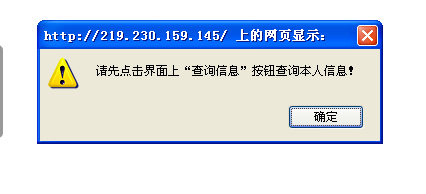 http://219.230.159.145/ 上的网页显示:
请先点击界面上“查询信息”按钮查询本人信息!
确定